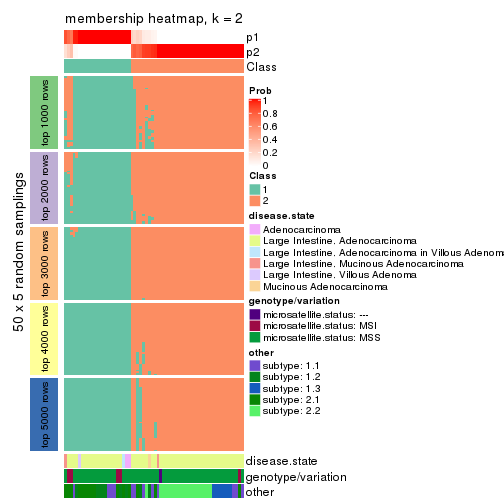 membership heatmap, k = 2
p1
p2
Class
50 x 5 random samplings
top 1000 rows
top 2000 rows
top 3000 rows
top 4000 rows
top 5000 rows
Prob
1
0.8
0.6
0.4
0.2
0
Class
1
2
disease.state
Adenocarcinoma
Large Intestine. Adenocarcinoma
Large Intestine. Adenocarcinoma in Villous Adenom
Large Intestine. Mucinous Adenocarcinoma
Large Intestine. Villous Adenoma
Mucinous Adenocarcinoma
genotype/variation
microsatellite.status: ---
microsatellite.status: MSI
microsatellite.status: MSS
other
subtype: 1.1
subtype: 1.2
subtype: 1.3
subtype: 2.1
subtype: 2.2
disease.state
genotype/variation
other